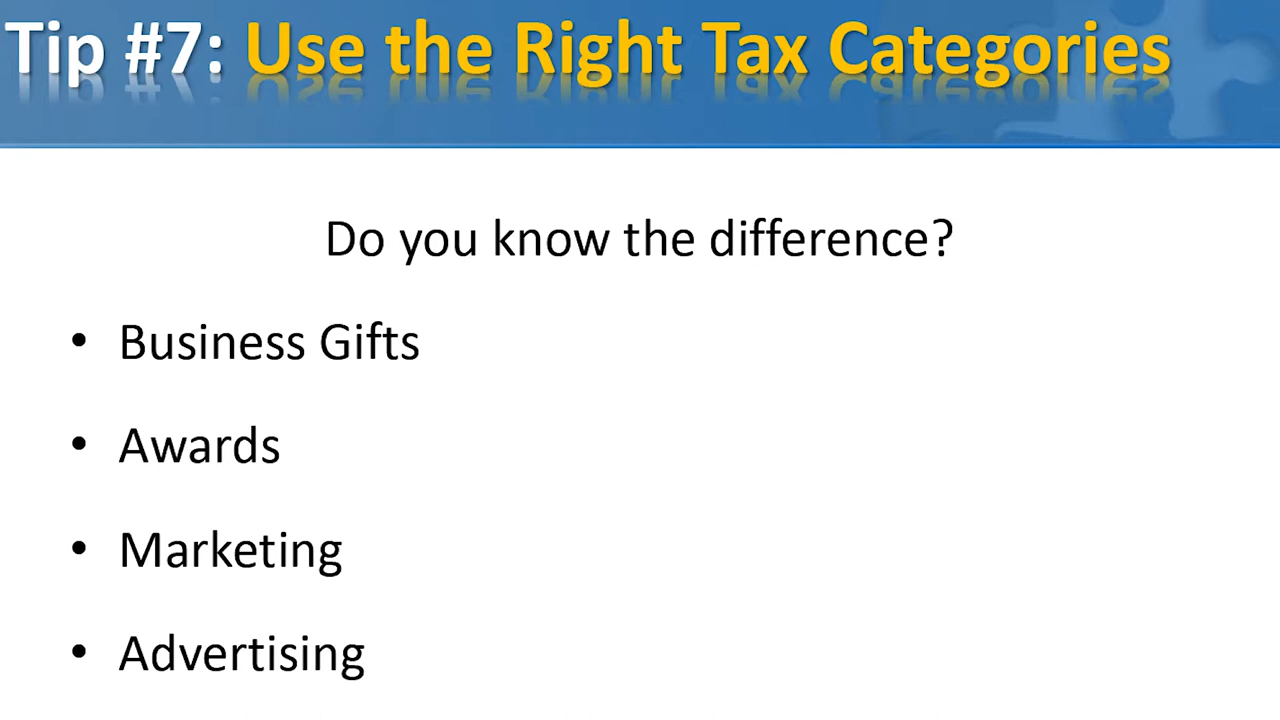 Tip #7: Use the Right Tax Categories
Do you know the difference?
• Business Gifts
• Awards
• Marketing
• Advertising